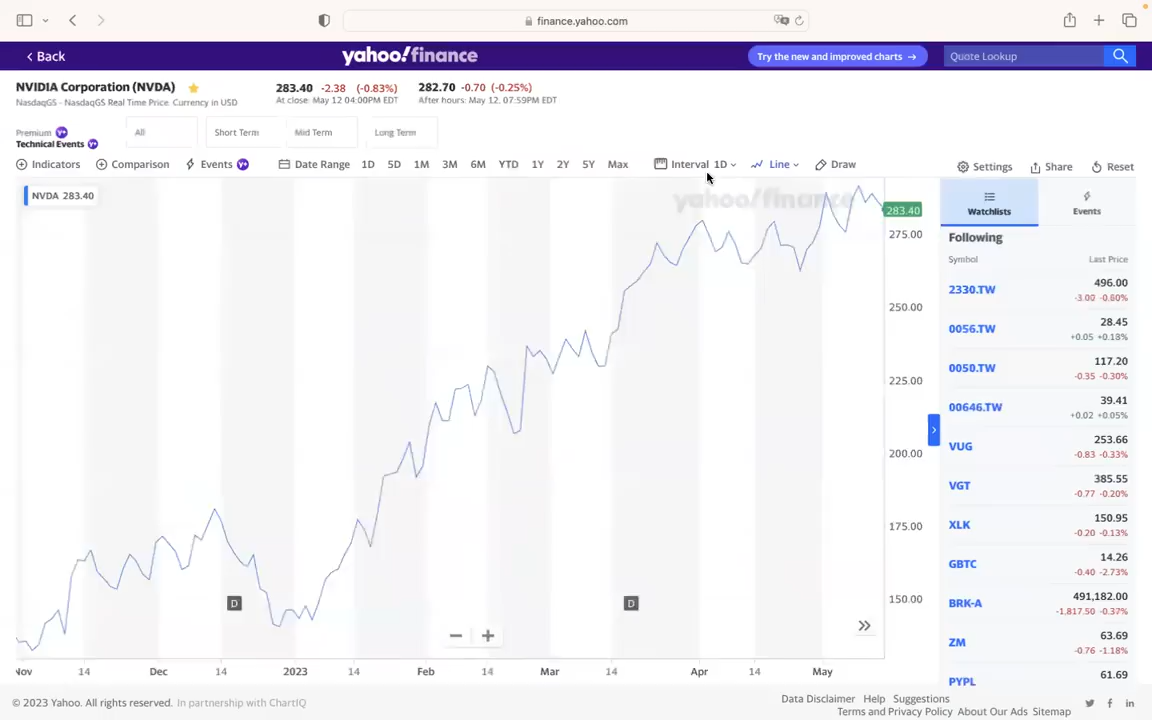 finance.yahoo.com
Back
yahoo!finance
Try the new and improved charts →
Quote Lookup
NVIDIA Corporation (NVDA)
283.40 -2.38 (-0.83%)
282.70 -0.70 (-0.25%)
NasdaqGS - NasdaqGS Real Time Price. Currency in USD
At close: May 12 04:00PM EDT
After hours: May 12, 07:59PM EDT
Premium Y+
Technical Events Y+
All
Short Term
Mid Term
Long Term
Indicators
Comparison
Events Y+
Date Range
1D 5D 1M 3M 6M YTD 1Y 2Y 5Y Max
Interval 1D
Line
Draw
Settings
Share
Reset
NVDA 283.40
yahoo!finance
283.40
275.00
250.00
225.00
200.00
175.00
150.00
D
D
Nov 14 Dec 14 2023 14 Feb 14 Mar 14 Apr 14 May
Watchlists
Events
Following
Symbol Last Price
2330.TW 496.00
-3.00 -0.60%
0056.TW 28.45
+0.05 +0.18%
0050.TW 117.20
-0.35 -0.30%
00646.TW 39.41
+0.02 +0.05%
VUG 253.66
-0.83 -0.33%
VGT 385.55
-0.77 -0.20%
XLK 150.95
-0.20 -0.13%
GBTC 14.26
-0.40 -2.73%
BRK-A 491,182.00
-1,817.50 -0.37%
ZM 63.69
-0.76 -1.18%
PYPL 61.69
© 2023 Yahoo. All rights reserved. In partnership with ChartIQ
Data Disclaimer Help Suggestions
Terms and Privacy Policy About Our Ads Sitemap